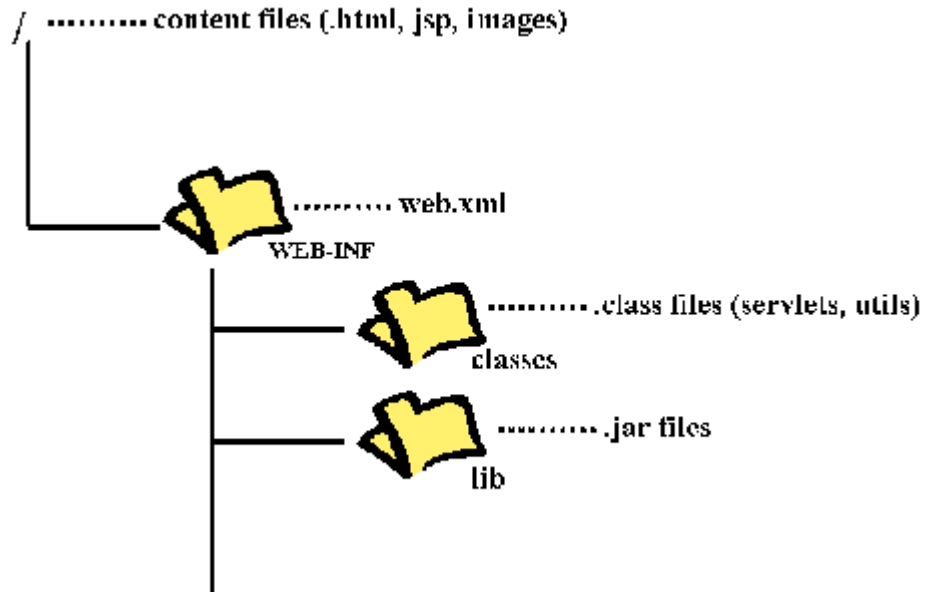 / .......... content files (.html, jsp, images)
.......... web.xml
WEB-INF
.......... .class files (servlets, utils)
classes
.......... .jar files
lib